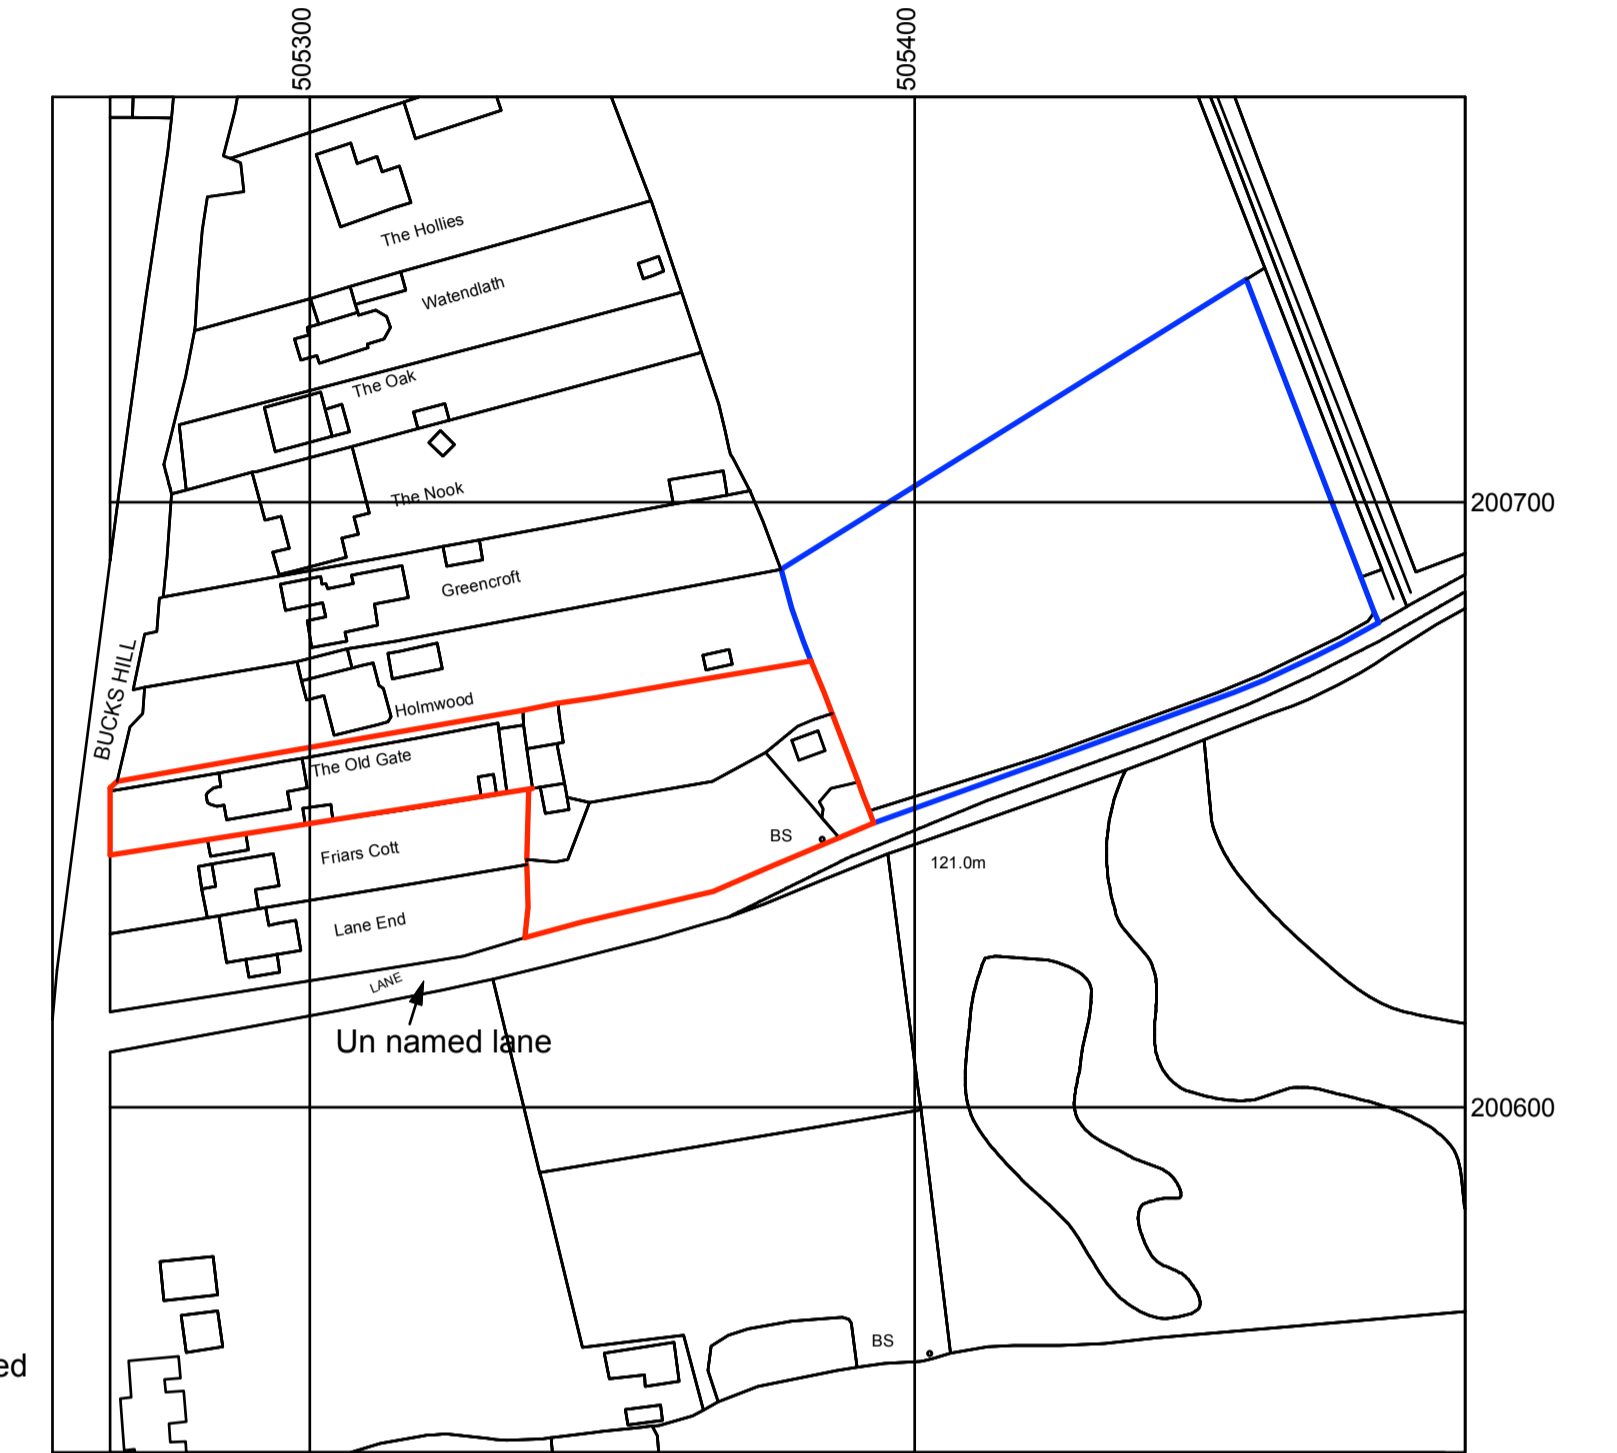 505300
505400
The Hollies
Watendlath
The Oak
The Nook
200700
Greencroft
BUCKS HILL
Holmwood
The Old Gate
BS
Friars Cott
121.0m
Lane End
LANE
Un named lane
200600
BS
ed